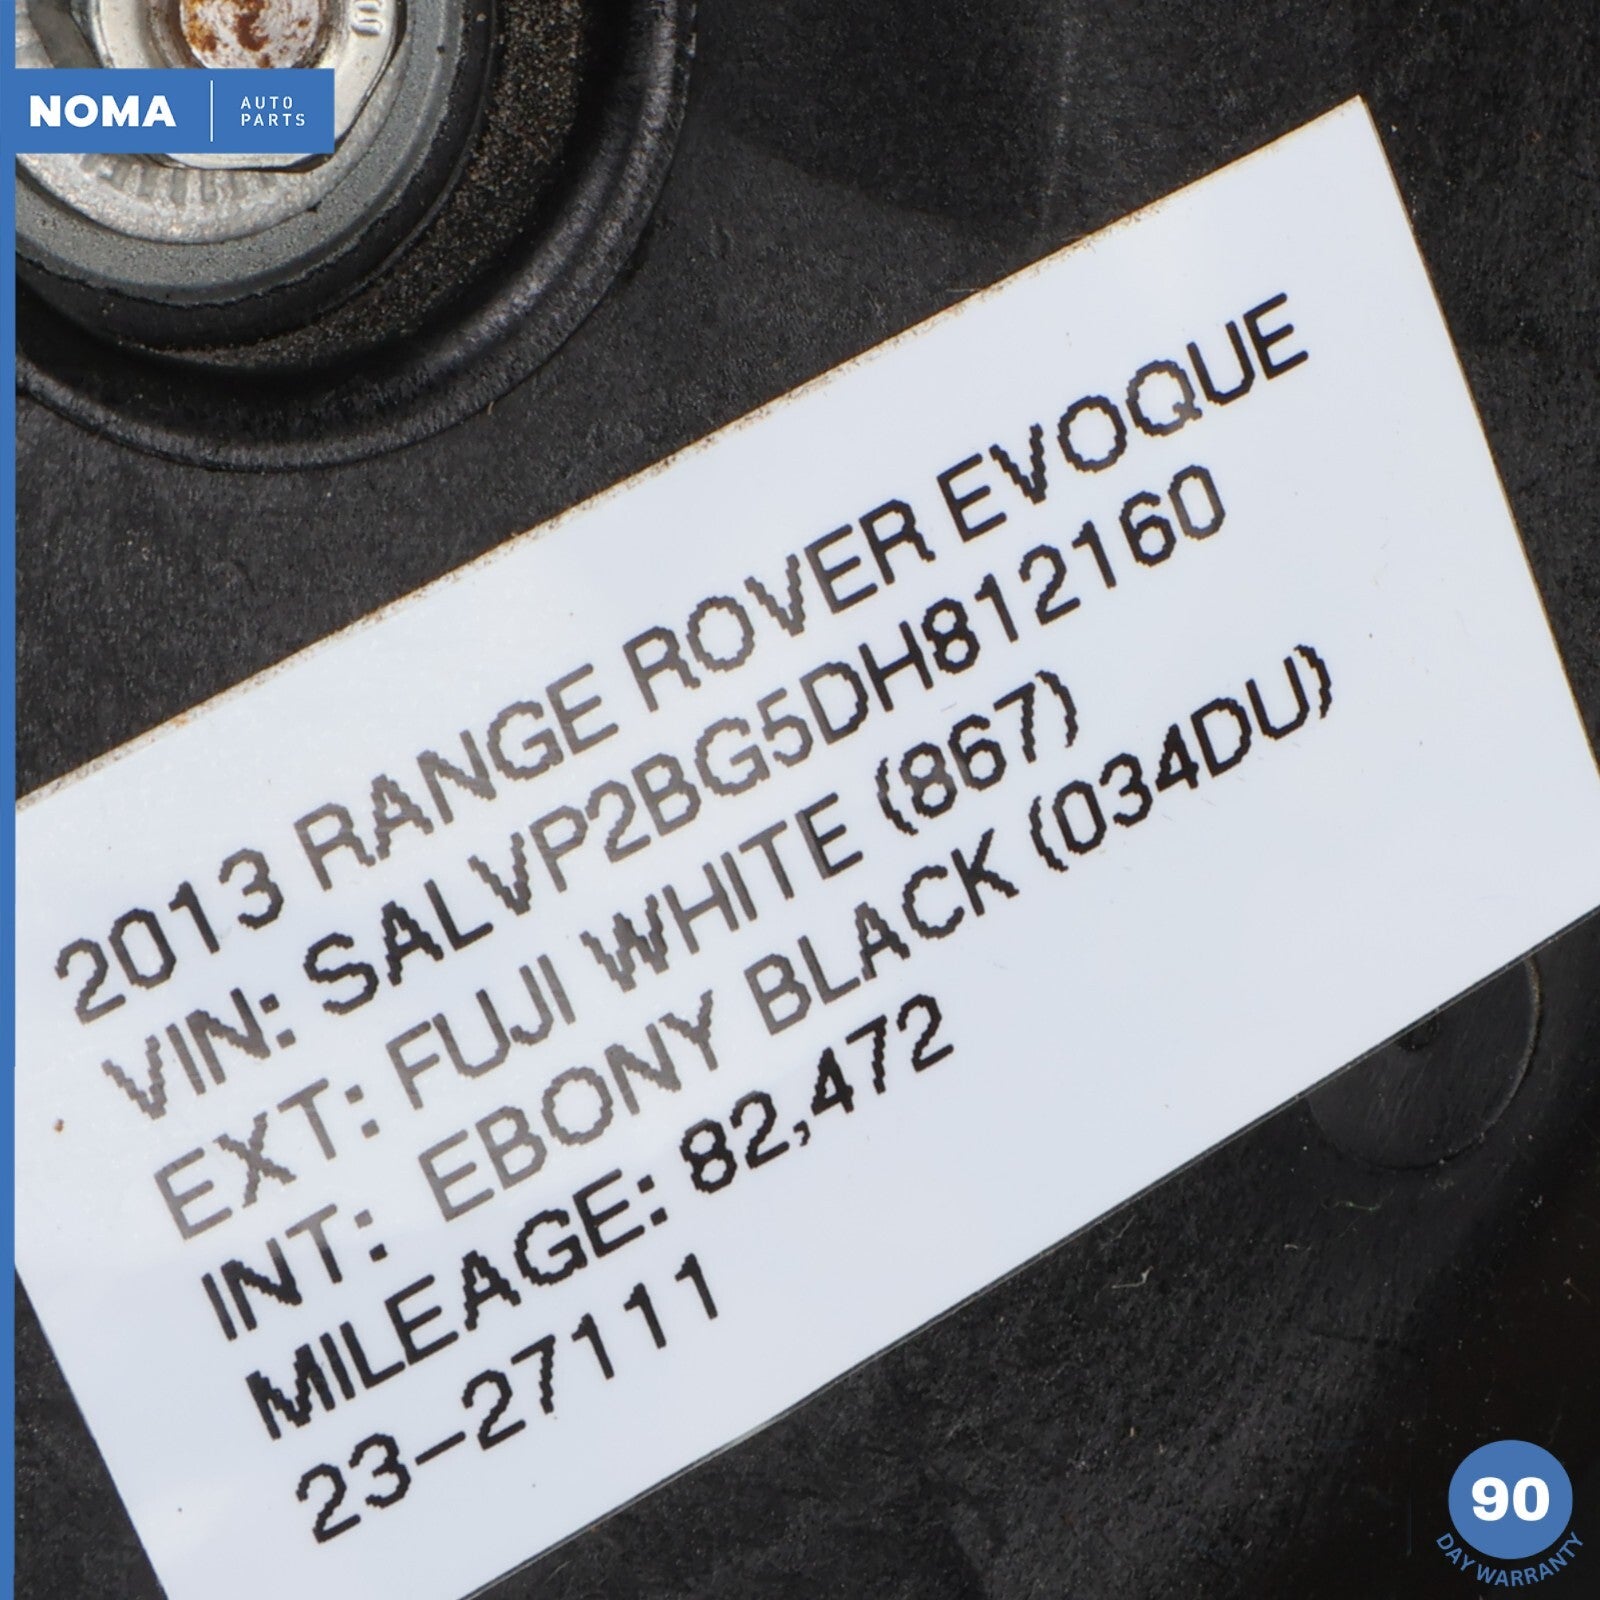 NOMA
AUTO
PARTS
2013 RANGE ROVER EVOQUE
VIN: SALVP2BG5DH812160
EXT: FUJI WHITE (867)
INT: EBONY BLACK (034DU)
MILEAGE: 82,472
23-27111
90
DAY WARRANTY